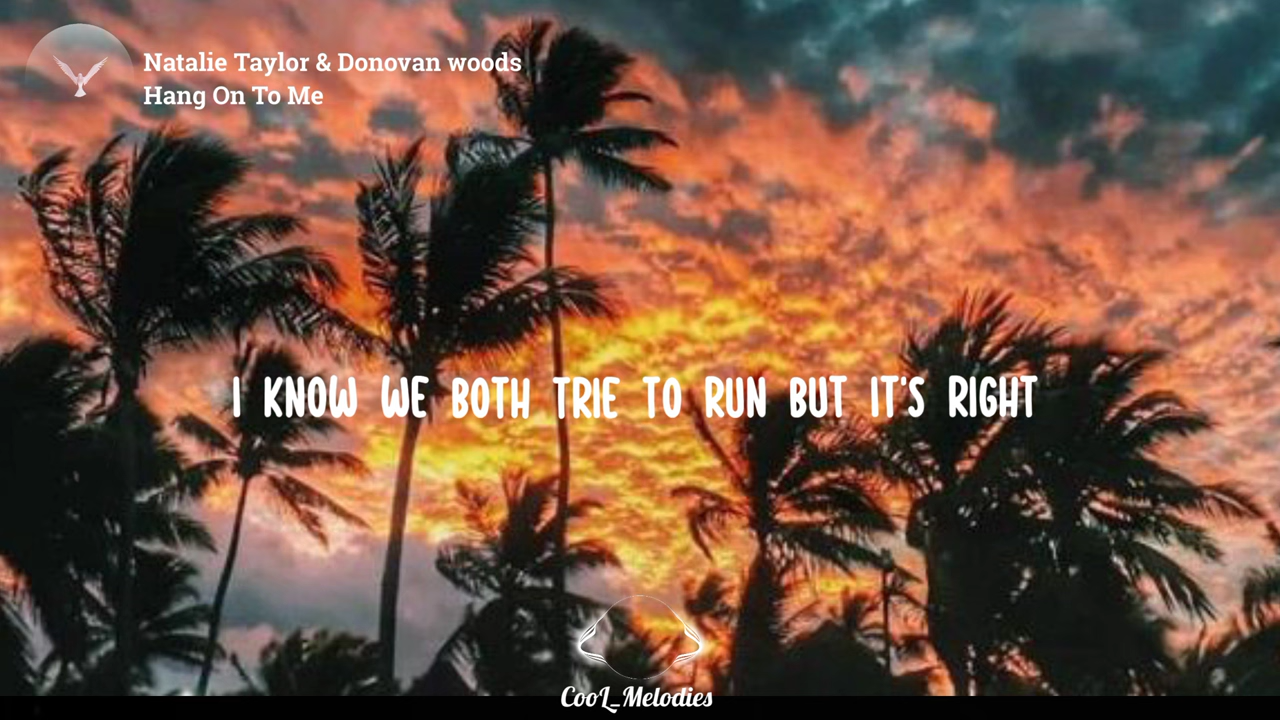 Natalie Taylor & Donovan woods
Hang On To Me
I KNOW WE BOTH TRIE TO RUN BUT IT'S RIGHT
CooL_Melodies